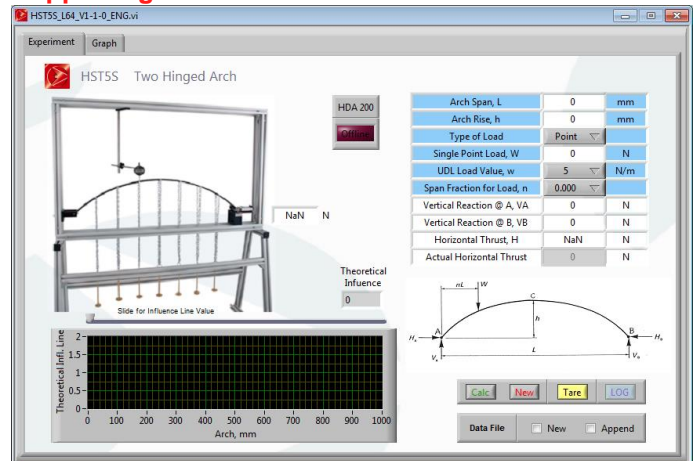 HST5S_L64_V1-1-0_ENG.vi
Experiment Graph
HST5S Two Hinged Arch
HDA 200
Offline
NaN N
Theoretical
Infuence
0
Slide for Influence Line Value
Theoretical Infl. Line
2-
1.5-
1-
0.5-
0-
0 100 200 300 400 500 600 700 800 900 1000
Arch, mm
Arch Span, L 0 mm
Arch Rise, h 0 mm
Type of Load Point
Single Point Load, W 0 N
UDL Load Value, w 5 N/m
Span Fraction for Load, n 0.000
Vertical Reaction @ A, VA 0 N
Vertical Reaction @ B, VB 0 N
Horizontal Thrust, H NaN N
Actual Horizontal Thrust 0 N
nL W
C
h
A B
L
Calc New Tare LOG
Data File New Append